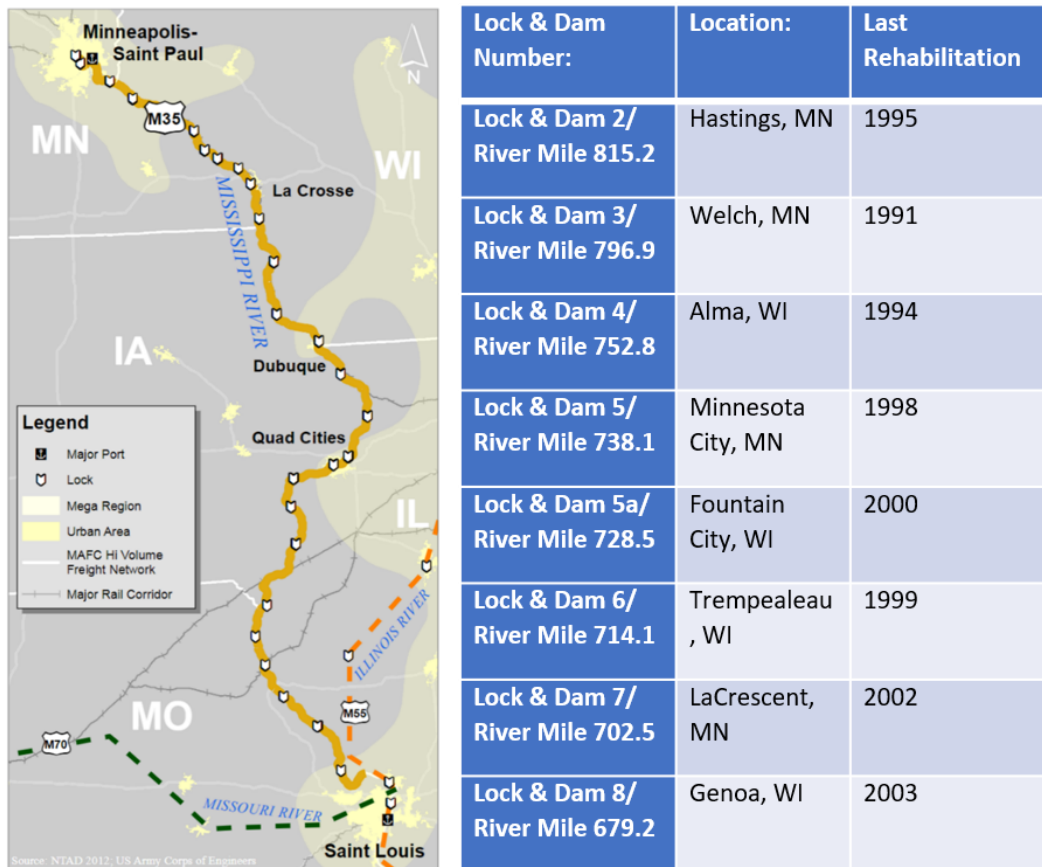 Minneapolis-
Saint Paul
N
M35
MN
WI
La Crosse
MISSISSIPPI RIVER
IA
Dubuque
Legend
Major Port
Lock
Mega Region
Urban Area
MAFC Hi Volume
Freight Network
Major Rail Corridor
Quad Cities
IL
ILLINOIS RIVER
M55
MO
M70
MISSOURI RIVER
Saint Louis
Source: NTAD 2012; US Army Corps of Engineers
Lock & Dam
Number:
Location:
Last
Rehabilitation
Lock & Dam 2/
River Mile 815.2
Hastings, MN
1995
Lock & Dam 3/
River Mile 796.9
Welch, MN
1991
Lock & Dam 4/
River Mile 752.8
Alma, WI
1994
Lock & Dam 5/
River Mile 738.1
Minnesota
City, MN
1998
Lock & Dam 5a/
River Mile 728.5
Fountain
City, WI
2000
Lock & Dam 6/
River Mile 714.1
Trempealeau
, WI
1999
Lock & Dam 7/
River Mile 702.5
LaCrescent,
MN
2002
Lock & Dam 8/
River Mile 679.2
Genoa, WI
2003